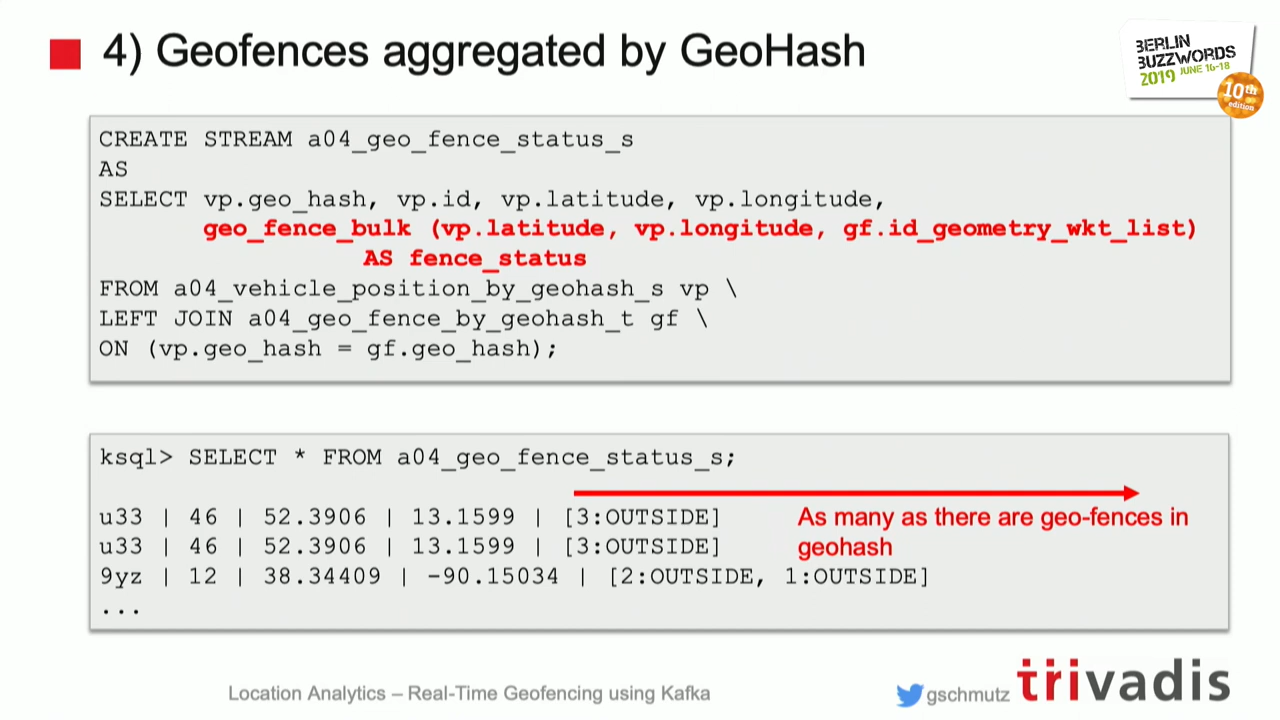 4) Geofences aggregated by GeoHash
BERLIN
BUZZWORDS
2019 JUNE 16-18
10th
edition
CREATE STREAM a04_geo_fence_status_s
AS
SELECT vp.geo_hash, vp.id, vp.latitude, vp.longitude,
geo_fence_bulk (vp.latitude, vp.longitude, gf.id_geometry_wkt_list)
AS fence_status
FROM a04_vehicle_position_by_geohash_s vp \
LEFT JOIN a04_geo_fence_by_geohash_t gf \
ON (vp.geo_hash = gf.geo_hash);
ksql> SELECT * FROM a04_geo_fence_status_s;
u33 | 46 | 52.3906 | 13.1599 | [3:OUTSIDE]
u33 | 46 | 52.3906 | 13.1599 | [3:OUTSIDE]
9yz | 12 | 38.34409 | -90.15034 | [2:OUTSIDE, 1:OUTSIDE]
...
As many as there are geo-fences in
geohash
Location Analytics – Real-Time Geofencing using Kafka
gschmutz
trivadis